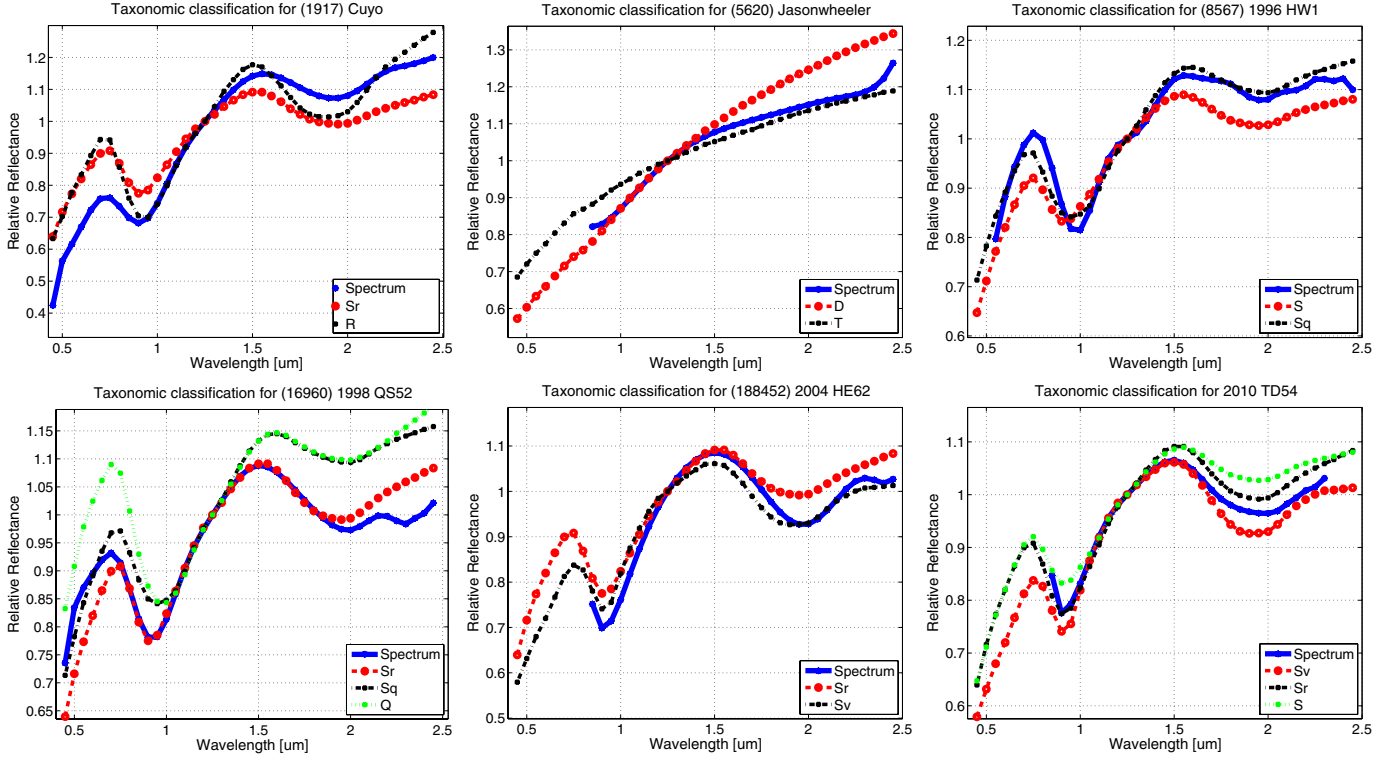 Taxonomic classification for (1917) Cuyo
1.2
1.1
1
0.9
0.8
0.7
0.6
0.5
0.4
0.5
1
1.5
2
2.5
Relative Reflectance
Wavelength [um]
Spectrum
Sr
R
Taxonomic classification for (5620) Jasonwheeler
1.3
1.2
1.1
1
0.9
0.8
0.7
0.6
0.5
0.5
1
1.5
2
2.5
Relative Reflectance
Wavelength [um]
Spectrum
D
T
Taxonomic classification for (8567) 1996 HW1
1.2
1.1
1
0.9
0.8
0.7
0.6
0.5
1
1.5
2
2.5
Relative Reflectance
Wavelength [um]
Spectrum
S
Sq
Taxonomic classification for (16960) 1998 QS52
1.15
1.1
1.05
1
0.95
0.9
0.85
0.8
0.75
0.7
0.65
0.5
1
1.5
2
2.5
Relative Reflectance
Wavelength [um]
Spectrum
Sr
Sq
Q
Taxonomic classification for (188452) 2004 HE62
1.1
1
0.9
0.8
0.7
0.6
0.5
0.5
1
1.5
2
2.5
Relative Reflectance
Wavelength [um]
Spectrum
Sr
Sv
Taxonomic classification for 2010 TD54
1.1
1
0.9
0.8
0.7
0.6
0.5
1
1.5
2
2.5
Relative Reflectance
Wavelength [um]
Spectrum
Sv
Sr
S